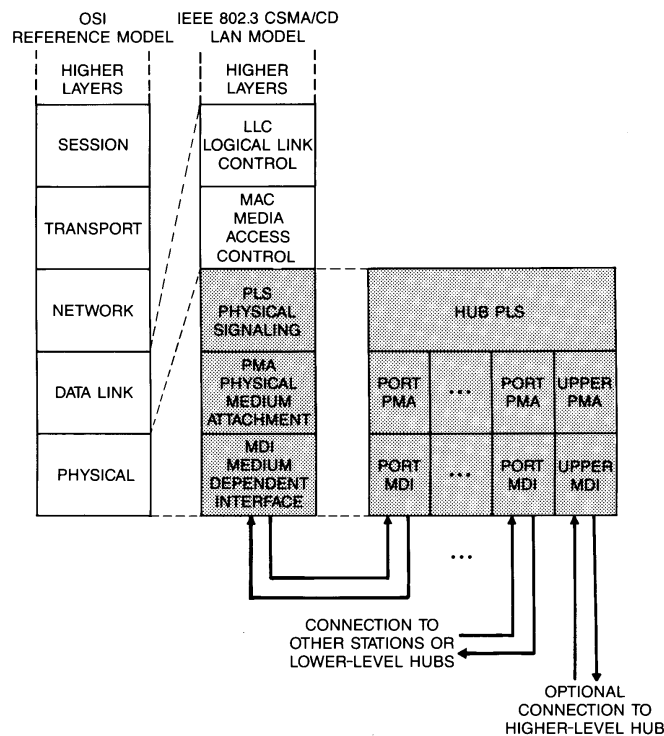 OSI
REFERENCE MODEL
IEEE 802.3 CSMA/CD
LAN MODEL
HIGHER
LAYERS
SESSION
TRANSPORT
NETWORK
DATA LINK
PHYSICAL
HIGHER
LAYERS
LLC
LOGICAL LINK
CONTROL
MAC
MEDIA
ACCESS
CONTROL
PLS
PHYSICAL
SIGNALING
PMA
PHYSICAL
MEDIUM
ATTACHMENT
MDI
MEDIUM
DEPENDENT
INTERFACE
HUB PLS
PORT
PMA
...
PORT
PMA
UPPER
PMA
PORT
MDI
...
PORT
MDI
UPPER
MDI
...
CONNECTION TO
OTHER STATIONS OR
LOWER-LEVEL HUBS
OPTIONAL
CONNECTION TO
HIGHER-LEVEL HUB